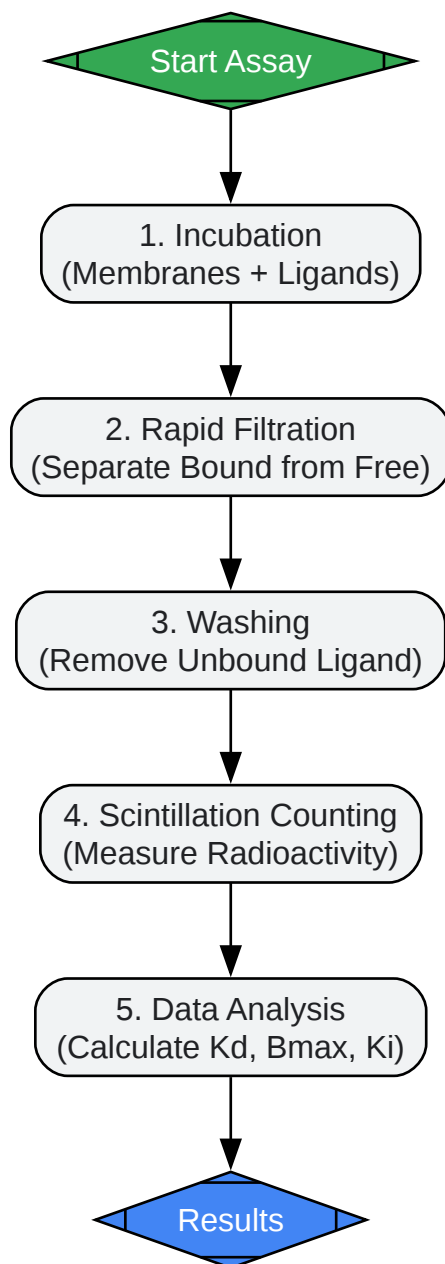 Start Assay
1. Incubation
(Membranes + Ligands)
2. Rapid Filtration
(Separate Bound from Free)
3. Washing
(Remove Unbound Ligand)
4. Scintillation Counting
(Measure Radioactivity)
5. Data Analysis
(Calculate Kd, Bmax, Ki)
Results